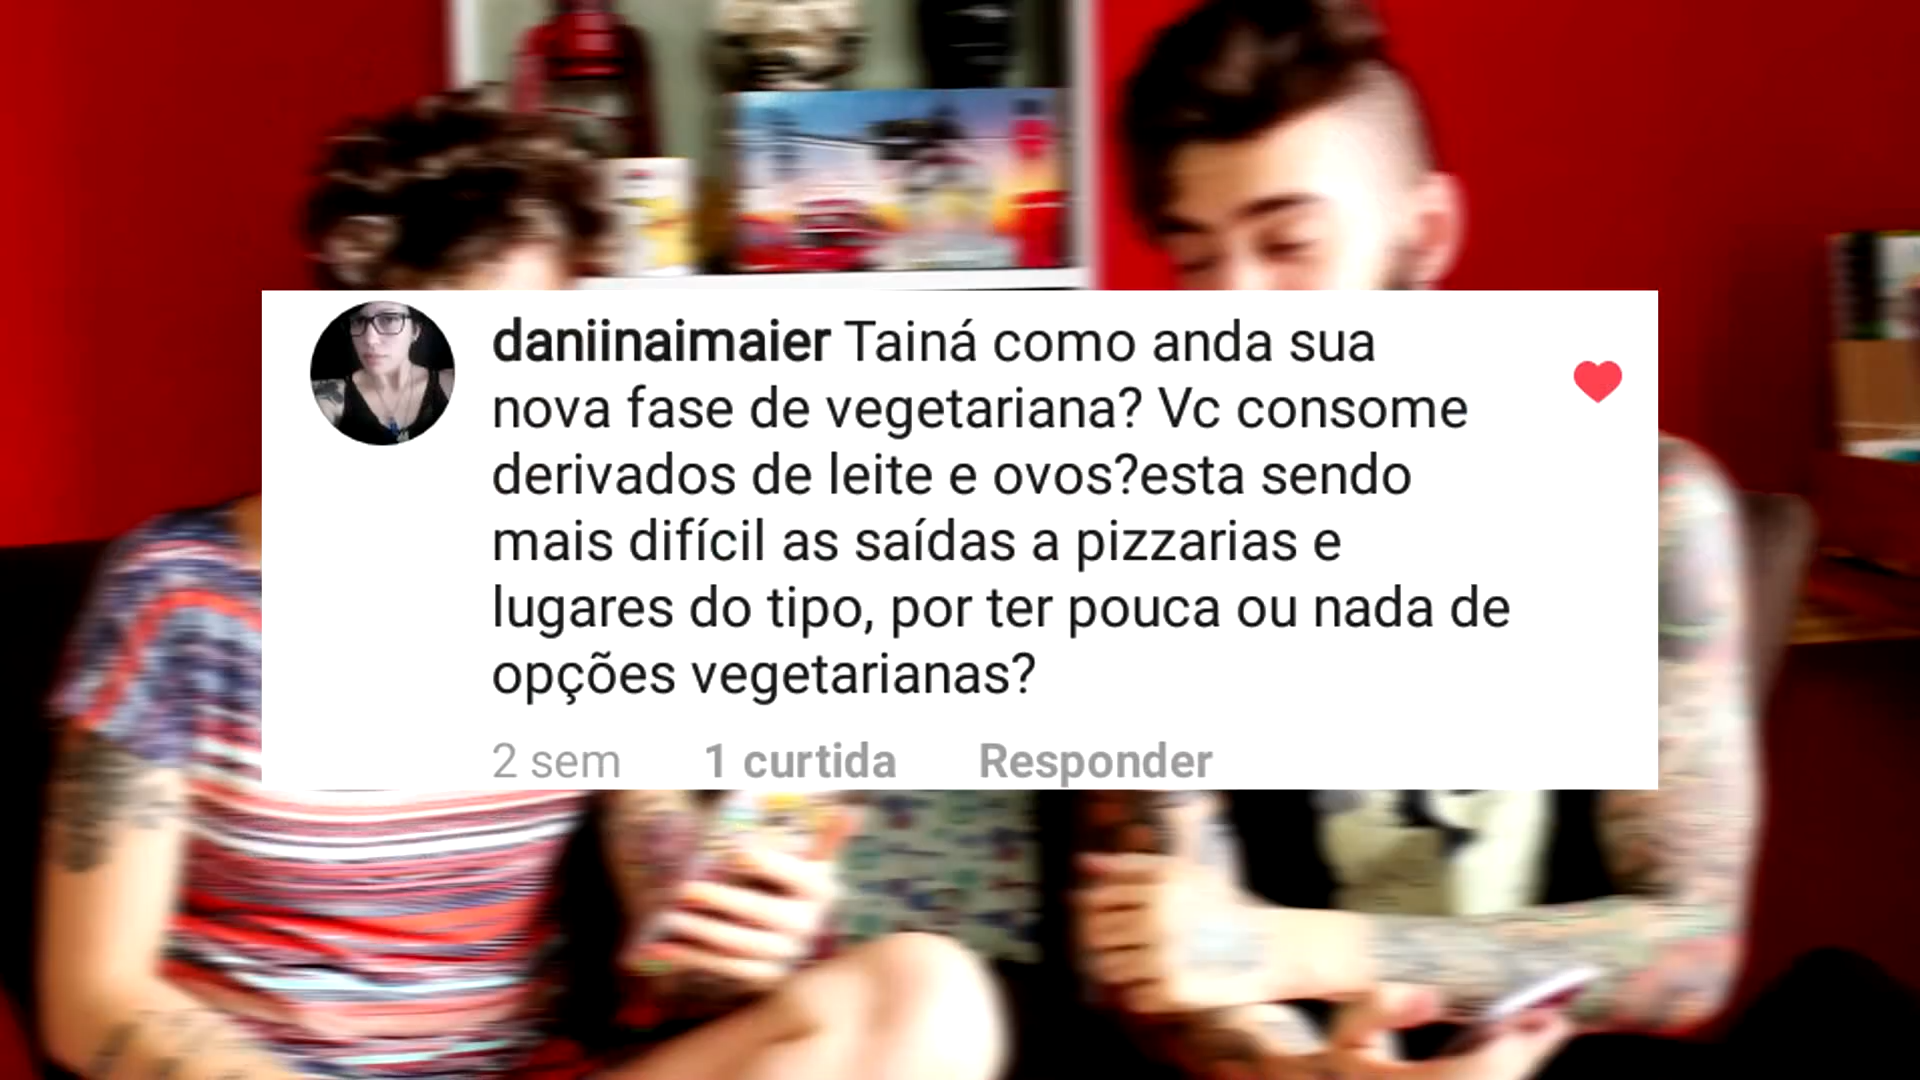 daniinaimaier Tainá como anda sua
nova fase de vegetariana? Vc consome
derivados de leite e ovos?esta sendo
mais difícil as saídas a pizzarias e
lugares do tipo, por ter pouca ou nada de
opções vegetarianas?
2 sem 1 curtida Responder